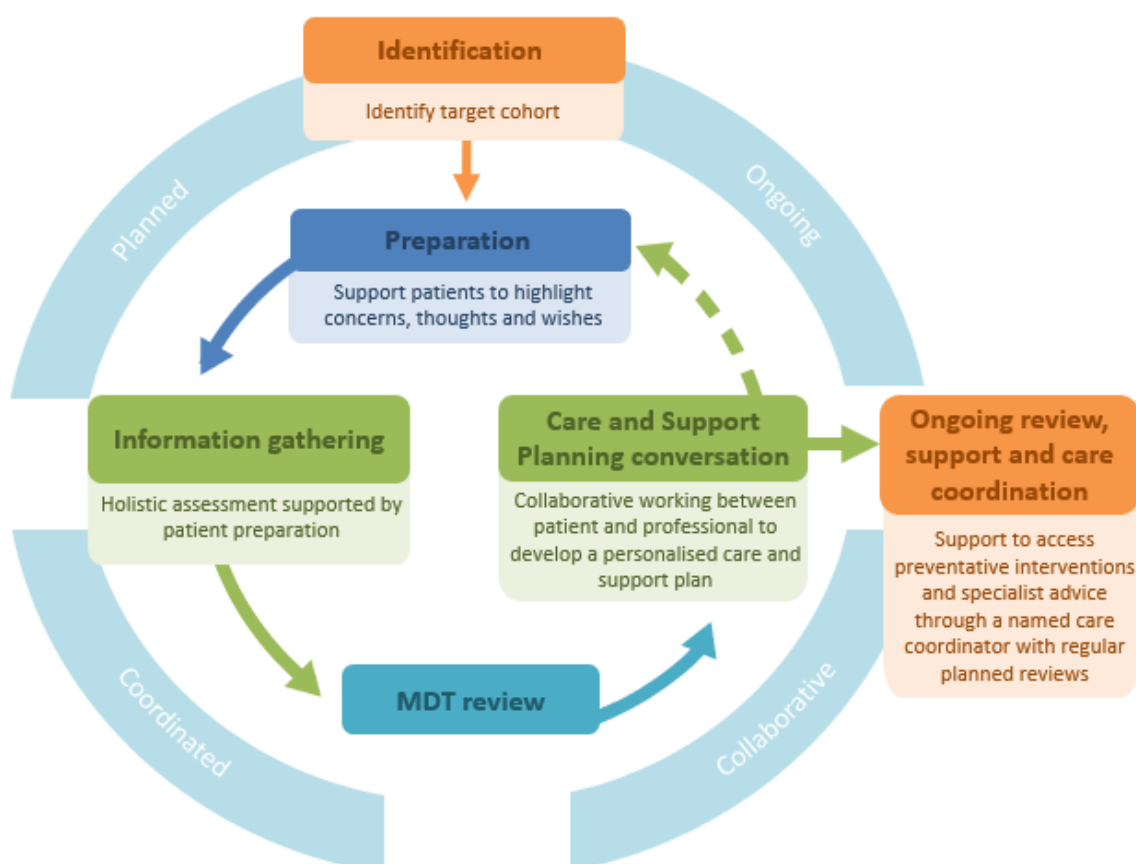 Identification
Identify target cohort
Planned
Ongoing
Preparation
Support patients to highlight
concerns, thoughts and wishes
Information gathering
Holistic assessment supported by
patient preparation
Care and Support
Planning conversation
Collaborative working between
patient and professional to
develop a personalised care and
support plan
Ongoing review,
support and care
coordination
Support to access
preventative interventions
and specialist advice
through a named care
coordinator with regular
planned reviews
MDT review
Coordinated
Collaborative